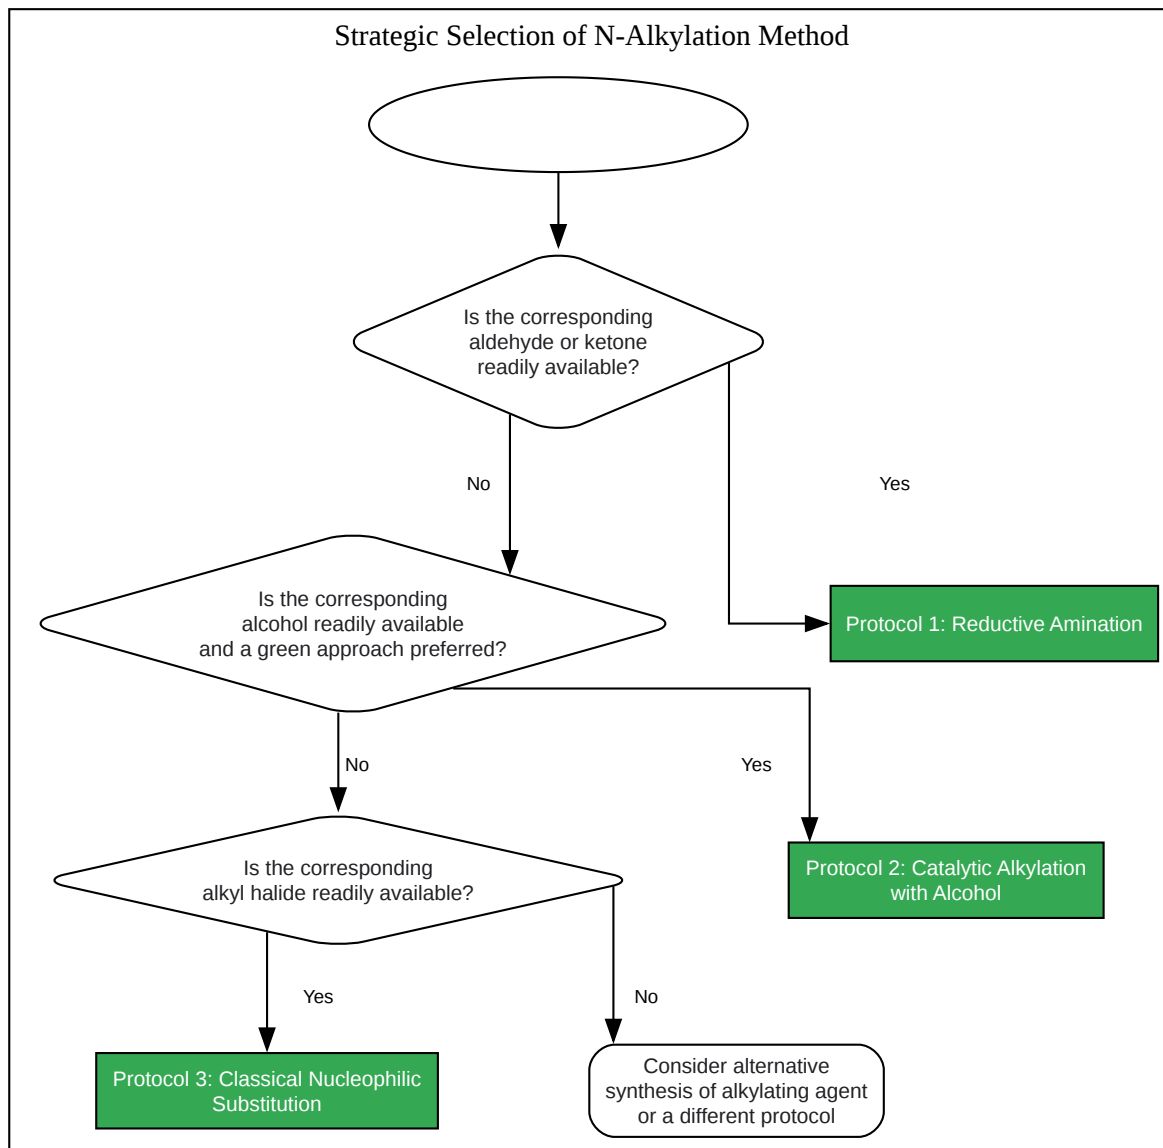 Strategic Selection of N-Alkylation Method
Is the corresponding
aldehyde or ketone
readily available?
No
Yes
Is the corresponding
alcohol readily available
and a green approach preferred?
Protocol 1: Reductive Amination
No
Yes
Is the corresponding
alkyl halide readily available?
Protocol 2: Catalytic Alkylation
with Alcohol
Yes
No
Protocol 3: Classical Nucleophilic
Substitution
Consider alternative
synthesis of alkylating agent
or a different protocol